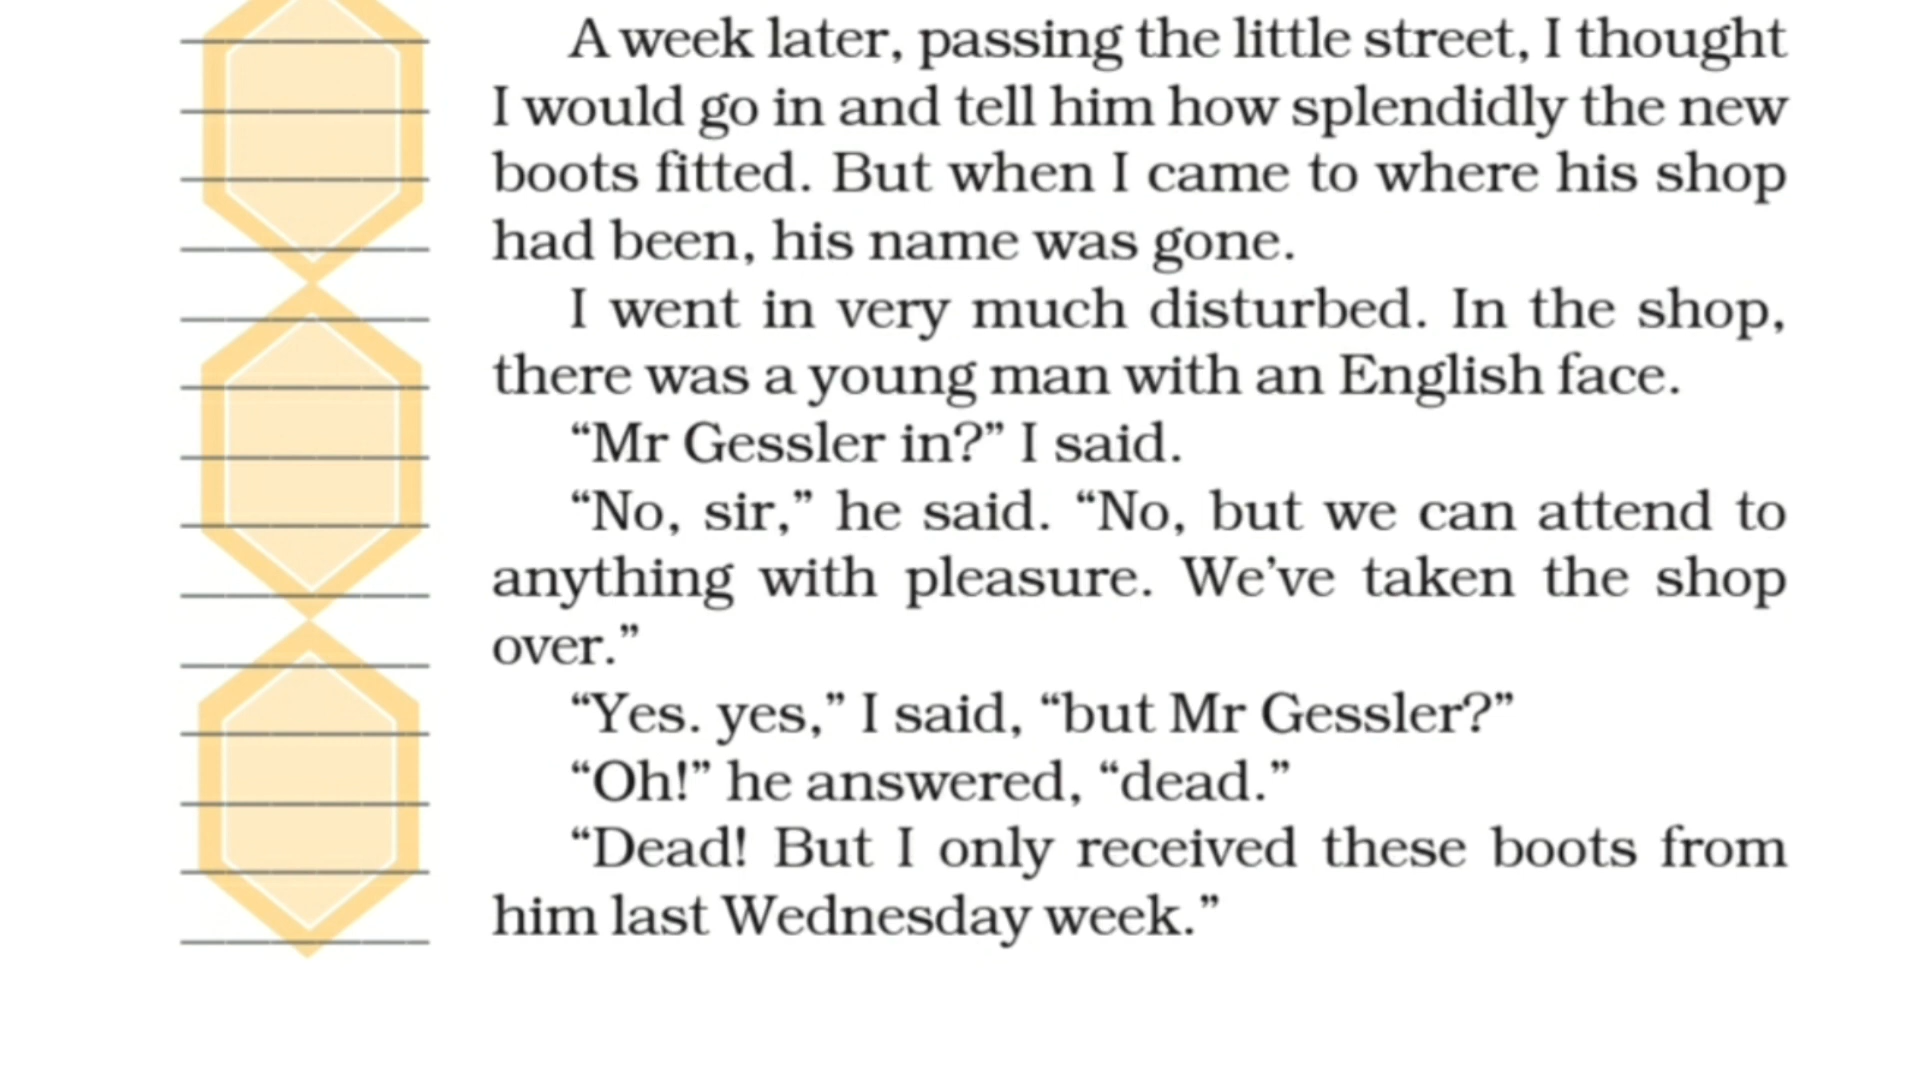 A week later, passing the little street, I thought
I would go in and tell him how splendidly the new
boots fitted. But when I came to where his shop
had been, his name was gone.
I went in very much disturbed. In the shop,
there was a young man with an English face.
“Mr Gessler in?” I said.
“No, sir,” he said. “No, but we can attend to
anything with pleasure. We’ve taken the shop
over.”
“Yes. yes,” I said, “but Mr Gessler?”
“Oh!” he answered, “dead.”
“Dead! But I only received these boots from
him last Wednesday week.”